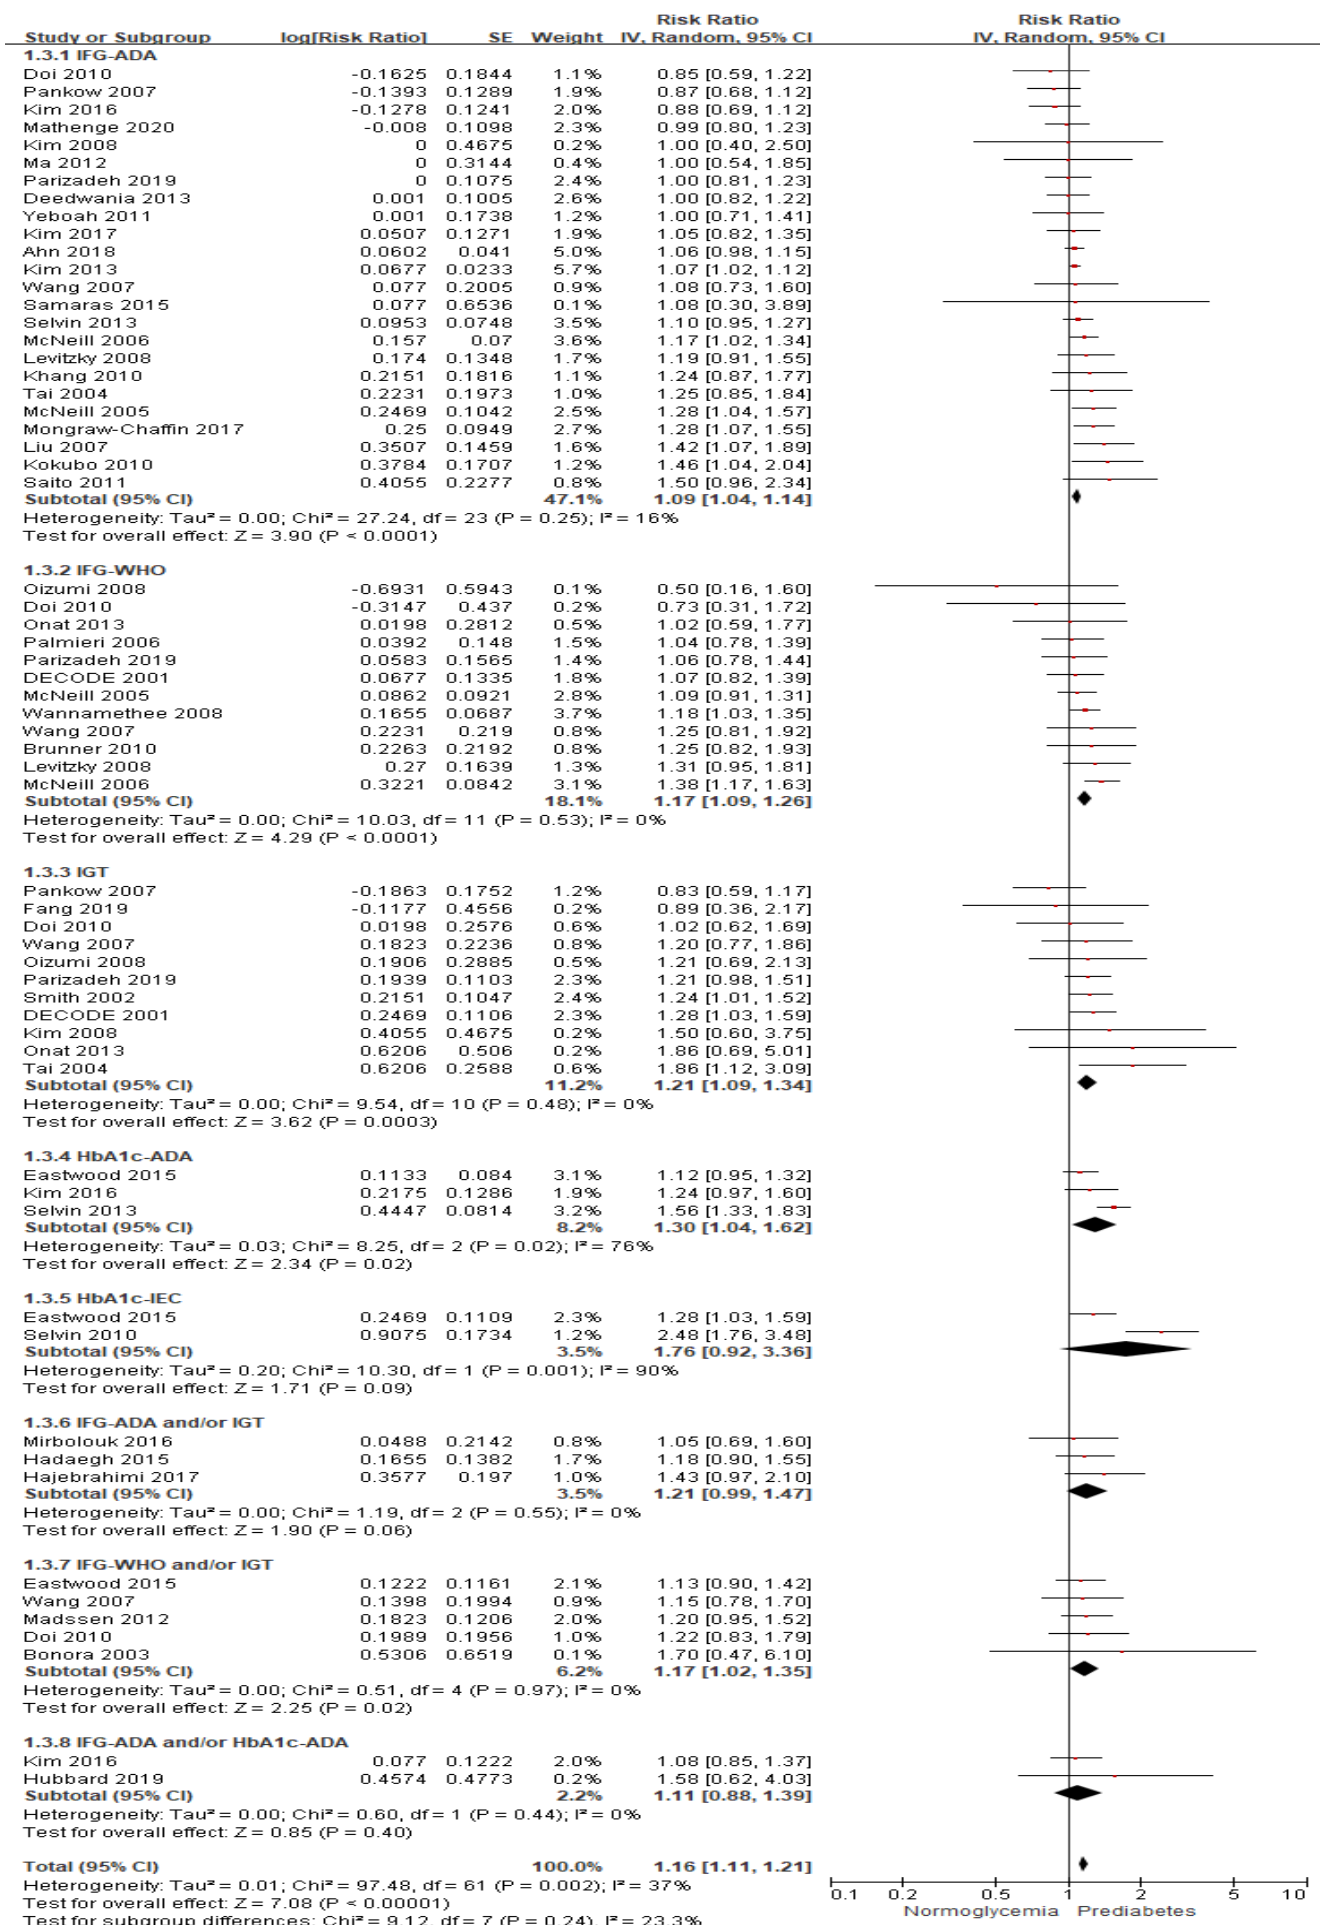 Risk Ratio Risk Ratio
Study or Subgroup log[Risk Ratio] SE Weight IV, Random, 95% CI IV, Random, 95% CI
1.3.1 IFG-ADA
Doi 2010 -0.1625 0.1844 1.1% 0.85 [0.59, 1.22]
Pankow 2007 -0.1393 0.1289 1.9% 0.87 [0.68, 1.12]
Kim 2016 -0.1278 0.1241 2.0% 0.88 [0.69, 1.12]
Mathenge 2020 -0.008 0.1098 2.3% 0.99 [0.80, 1.23]
Kim 2008 0 0.4675 0.2% 1.00 [0.40, 2.50]
Ma 2012 0 0.3144 0.4% 1.00 [0.54, 1.85]
Parizadeh 2019 0 0.1075 2.4% 1.00 [0.81, 1.23]
Deedwania 2013 0.001 0.1005 2.6% 1.00 [0.82, 1.22]
Yeboah 2011 0.001 0.1738 1.2% 1.00 [0.71, 1.41]
Kim 2017 0.0507 0.1271 1.9% 1.05 [0.82, 1.35]
Ahn 2018 0.0602 0.041 5.0% 1.06 [0.98, 1.15]
Kim 2013 0.0677 0.0233 5.7% 1.07 [1.02, 1.12]
Wang 2007 0.077 0.2005 0.9% 1.08 [0.73, 1.60]
Samaras 2015 0.077 0.6536 0.1% 1.08 [0.30, 3.89]
Selvin 2013 0.0953 0.0748 3.5% 1.10 [0.95, 1.27]
McNeill 2006 0.157 0.07 3.6% 1.17 [1.02, 1.34]
Levitzky 2008 0.174 0.1348 1.7% 1.19 [0.91, 1.55]
Khang 2010 0.2151 0.1816 1.1% 1.24 [0.87, 1.77]
Tai 2004 0.2231 0.1973 1.0% 1.25 [0.85, 1.84]
McNeill 2005 0.2469 0.1042 2.5% 1.28 [1.04, 1.57]
Mongraw-Chaffin 2017 0.25 0.0949 2.7% 1.28 [1.07, 1.55]
Liu 2007 0.3507 0.1459 1.6% 1.42 [1.07, 1.89]
Kokubo 2010 0.3784 0.1707 1.2% 1.46 [1.04, 2.04]
Saito 2011 0.4055 0.2277 0.8% 1.50 [0.96, 2.34]
Subtotal (95% CI) 47.1% 1.09 [1.04, 1.14]
Heterogeneity: Tau² = 0.00; Chi² = 27.24, df = 23 (P = 0.25); I² = 16%
Test for overall effect: Z = 3.90 (P < 0.0001)
1.3.2 IFG-WHO
Oizumi 2008 -0.6931 0.5943 0.1% 0.50 [0.16, 1.60]
Doi 2010 -0.3147 0.437 0.2% 0.73 [0.31, 1.72]
Onat 2013 0.0198 0.2812 0.5% 1.02 [0.59, 1.77]
Palmieri 2006 0.0392 0.148 1.5% 1.04 [0.78, 1.39]
Parizadeh 2019 0.0583 0.1565 1.4% 1.06 [0.78, 1.44]
DECODE 2001 0.0677 0.1335 1.8% 1.07 [0.82, 1.39]
McNeill 2005 0.0862 0.0921 2.8% 1.09 [0.91, 1.31]
Wannamethee 2008 0.1655 0.0687 3.7% 1.18 [1.03, 1.35]
Wang 2007 0.2231 0.219 0.8% 1.25 [0.81, 1.92]
Brunner 2010 0.2263 0.2192 0.8% 1.25 [0.82, 1.93]
Levitzky 2008 0.27 0.1639 1.3% 1.31 [0.95, 1.81]
McNeill 2006 0.3221 0.0842 3.1% 1.38 [1.17, 1.63]
Subtotal (95% CI) 18.1% 1.17 [1.09, 1.26]
Heterogeneity: Tau² = 0.00; Chi² = 10.03, df = 11 (P = 0.53); I² = 0%
Test for overall effect: Z = 4.29 (P < 0.0001)
1.3.3 IGT
Pankow 2007 -0.1863 0.1752 1.2% 0.83 [0.59, 1.17]
Fang 2019 -0.1177 0.4556 0.2% 0.89 [0.36, 2.17]
Doi 2010 0.0198 0.2576 0.6% 1.02 [0.62, 1.69]
Wang 2007 0.1823 0.2236 0.8% 1.20 [0.77, 1.86]
Oizumi 2008 0.1906 0.2885 0.5% 1.21 [0.69, 2.13]
Parizadeh 2019 0.1939 0.1103 2.3% 1.21 [0.98, 1.51]
Smith 2002 0.2151 0.1047 2.4% 1.24 [1.01, 1.52]
DECODE 2001 0.2469 0.1106 2.3% 1.28 [1.03, 1.59]
Kim 2008 0.4055 0.4675 0.2% 1.50 [0.60, 3.75]
Onat 2013 0.6206 0.506 0.2% 1.86 [0.69, 5.01]
Tai 2004 0.6206 0.2588 0.6% 1.86 [1.12, 3.09]
Subtotal (95% CI) 11.2% 1.21 [1.09, 1.34]
Heterogeneity: Tau² = 0.00; Chi² = 9.54, df = 10 (P = 0.48); I² = 0%
Test for overall effect: Z = 3.62 (P = 0.0003)
1.3.4 HbA1c-ADA
Eastwood 2015 0.1133 0.084 3.1% 1.12 [0.95, 1.32]
Kim 2016 0.2175 0.1286 1.9% 1.24 [0.97, 1.60]
Selvin 2013 0.4447 0.0814 3.2% 1.56 [1.33, 1.83]
Subtotal (95% CI) 8.2% 1.30 [1.04, 1.62]
Heterogeneity: Tau² = 0.03; Chi² = 8.25, df = 2 (P = 0.02); I² = 76%
Test for overall effect: Z = 2.34 (P = 0.02)
1.3.5 HbA1c-IEC
Eastwood 2015 0.2469 0.1109 2.3% 1.28 [1.03, 1.59]
Selvin 2010 0.9075 0.1734 1.2% 2.48 [1.76, 3.48]
Subtotal (95% CI) 3.5% 1.76 [0.92, 3.36]
Heterogeneity: Tau² = 0.20; Chi² = 10.30, df = 1 (P = 0.001); I² = 90%
Test for overall effect: Z = 1.71 (P = 0.09)
1.3.6 IFG-ADA and/or IGT
Mirbolouk 2016 0.0488 0.2142 0.8% 1.05 [0.69, 1.60]
Hadaegh 2015 0.1655 0.1382 1.7% 1.18 [0.90, 1.55]
Hajebrahimi 2017 0.3577 0.197 1.0% 1.43 [0.97, 2.10]
Subtotal (95% CI) 3.5% 1.21 [0.99, 1.47]
Heterogeneity: Tau² = 0.00; Chi² = 1.19, df = 2 (P = 0.55); I² = 0%
Test for overall effect: Z = 1.90 (P = 0.06)
1.3.7 IFG-WHO and/or IGT
Eastwood 2015 0.1222 0.1161 2.1% 1.13 [0.90, 1.42]
Wang 2007 0.1398 0.1994 0.9% 1.15 [0.78, 1.70]
Madssen 2012 0.1823 0.1206 2.0% 1.20 [0.95, 1.52]
Doi 2010 0.1989 0.1956 1.0% 1.22 [0.83, 1.79]
Bonora 2003 0.5306 0.6519 0.1% 1.70 [0.47, 6.10]
Subtotal (95% CI) 6.2% 1.17 [1.02, 1.35]
Heterogeneity: Tau² = 0.00; Chi² = 0.51, df = 4 (P = 0.97); I² = 0%
Test for overall effect: Z = 2.25 (P = 0.02)
1.3.8 IFG-ADA and/or HbA1c-ADA
Kim 2016 0.077 0.1222 2.0% 1.08 [0.85, 1.37]
Hubbard 2019 0.4574 0.4773 0.2% 1.58 [0.62, 4.03]
Subtotal (95% CI) 2.2% 1.11 [0.88, 1.39]
Heterogeneity: Tau² = 0.00; Chi² = 0.60, df = 1 (P = 0.44); I² = 0%
Test for overall effect: Z = 0.85 (P = 0.40)
Total (95% CI) 100.0% 1.16 [1.11, 1.21]
Heterogeneity: Tau² = 0.01; Chi² = 97.48, df = 61 (P = 0.002); I² = 37%
Test for overall effect: Z = 7.08 (P < 0.00001)
Test for subgroup differences: Chi² = 9.12, df = 7 (P = 0.24), I² = 23.3%
0.1 0.2 0.5 1 2 5 10
Normoglycemia Prediabetes